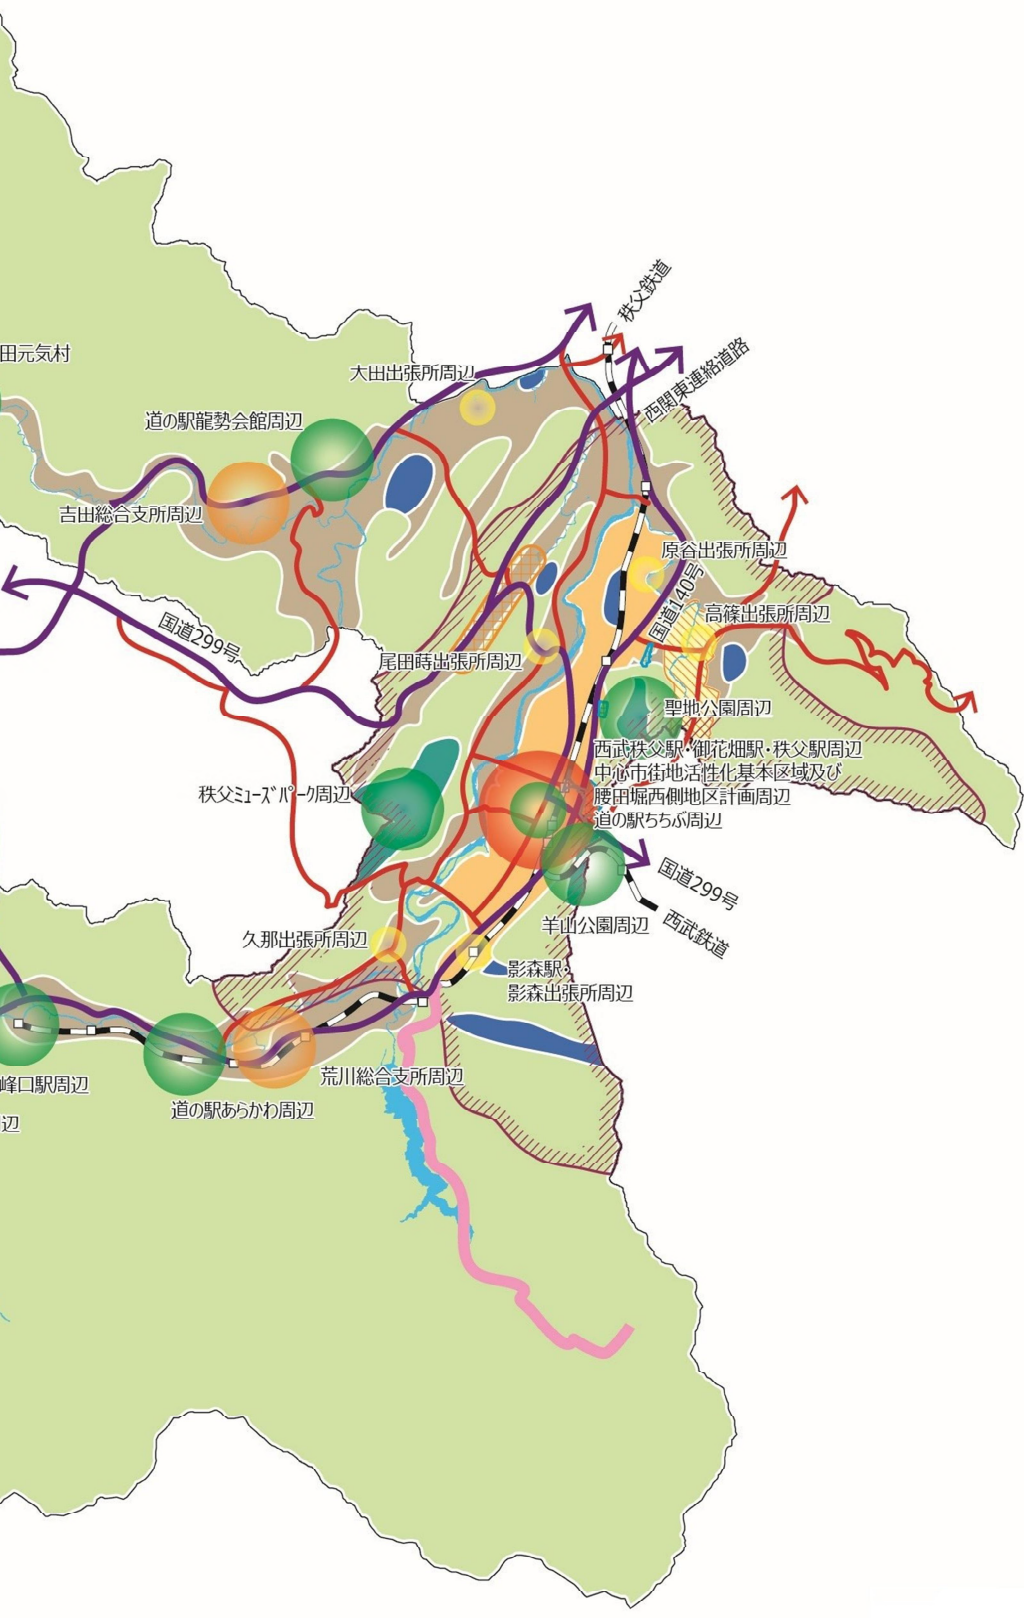 秩父鉄道
西関東連絡道路
田元気村
大田出張所周辺
道の駅龍勢会館周辺
吉田総合支所周辺
原谷出張所周辺
国道140号
高篠出張所周辺
国道299号
尾田蒔出張所周辺
聖地公園周辺
西武秩父駅・御花畑駅・秩父駅周辺
中心市街地活性化基本区域及び
腰田堀西側地区計画周辺
道の駅ちちぶ周辺
秩父ﾐｭｰｽﾞﾊﾟｰｸ周辺
国道299号
西武鉄道
羊山公園周辺
久那出張所周辺
影森駅・
影森出張所周辺
荒川総合支所周辺
峰口駅周辺
道の駅あらかわ周辺
辺